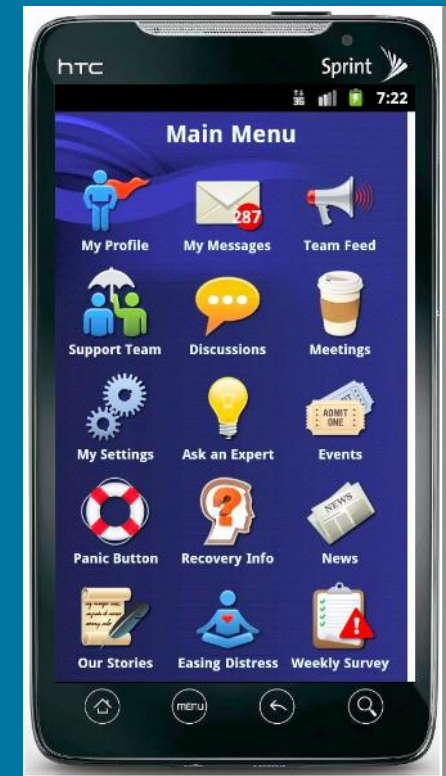 hTC Sprint
3G 7:22
Main Menu
287
My Profile My Messages Team Feed
Support Team Discussions Meetings
ADMIT ONE
My Settings Ask an Expert Events
?
NEWS
Panic Button Recovery Info News
Our Stories Easing Distress Weekly Survey
menu